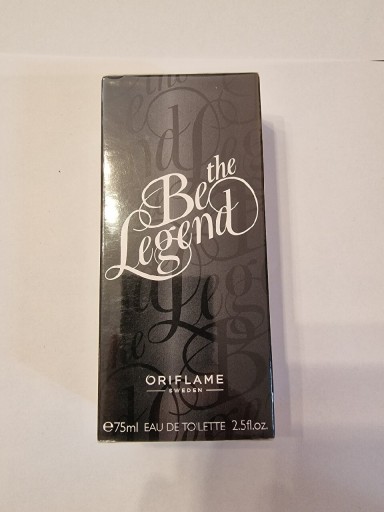 Be the
Legend
ORIFLAME
SWEDEN
℮75ml EAU DE TOILETTE 2.5fl.oz.